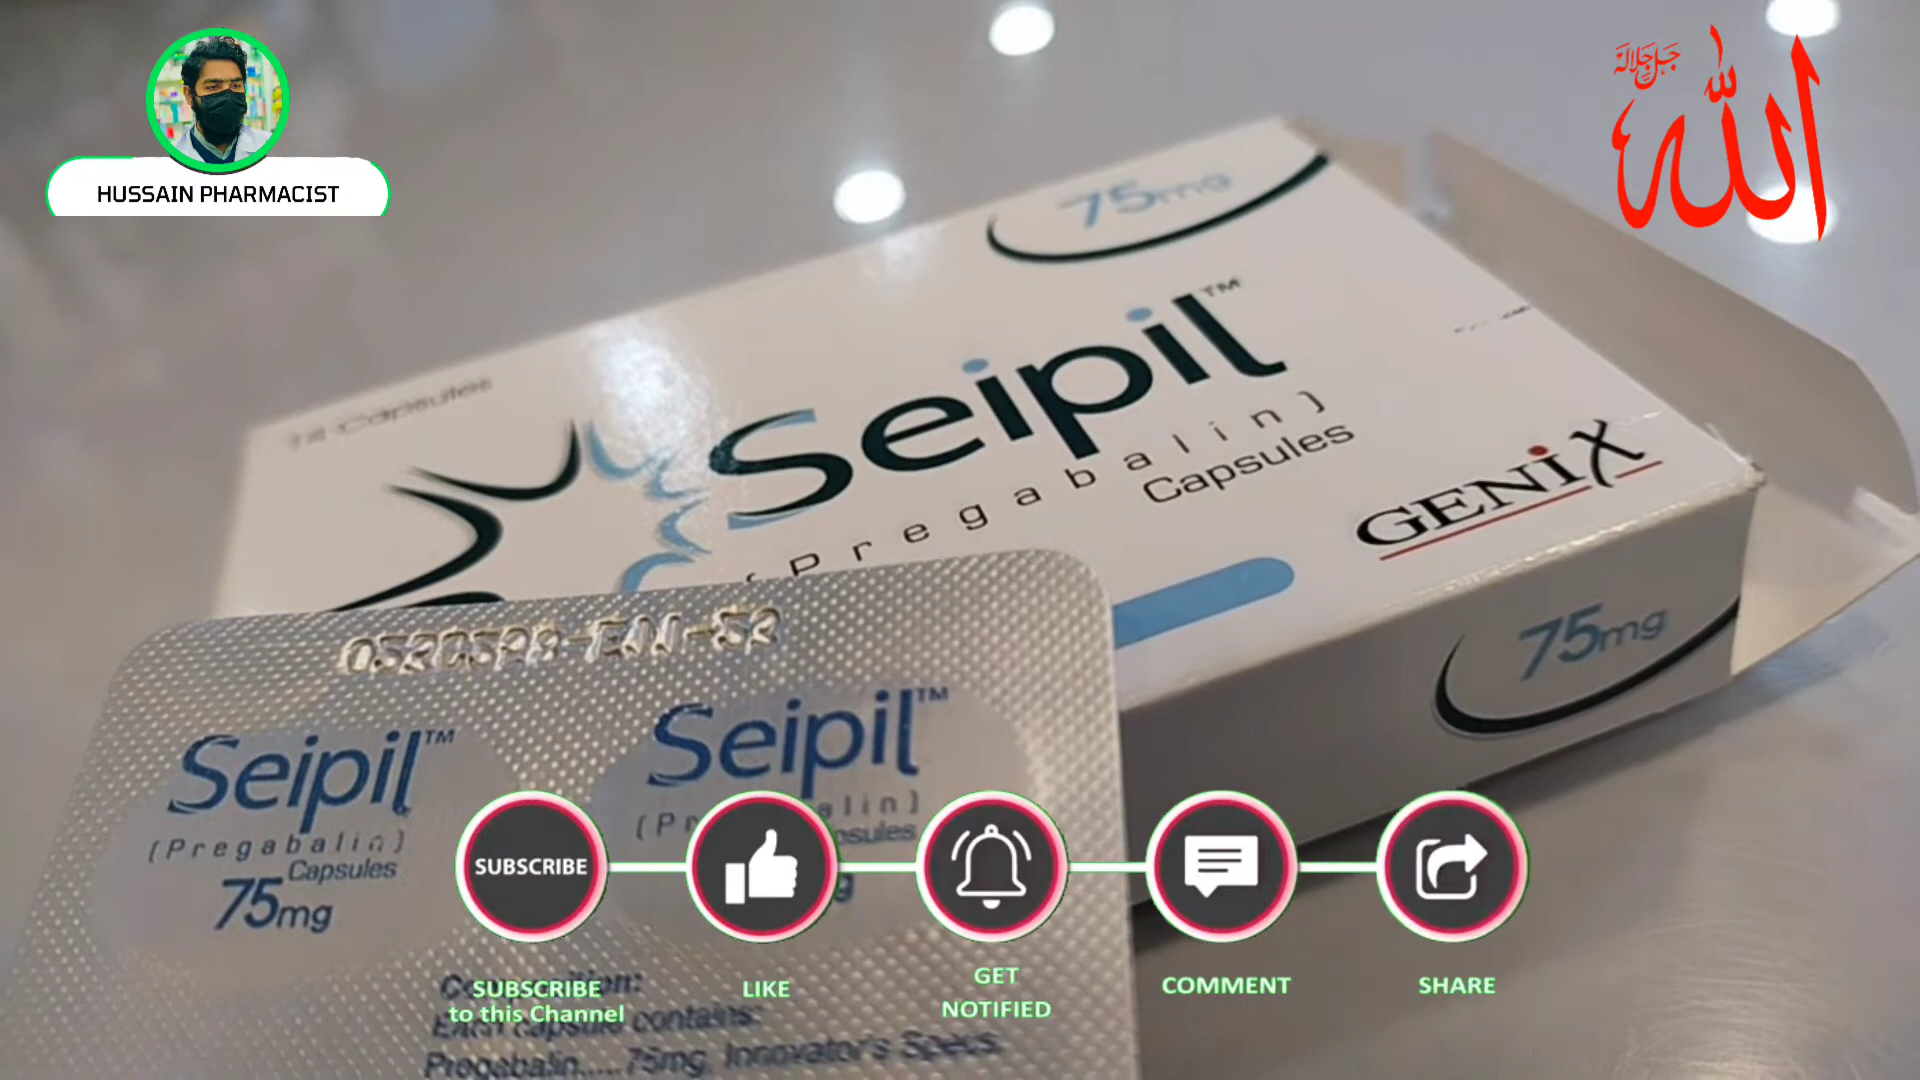 HUSSAIN PHARMACIST
جل جلاله
الله
75mg
Seipil™
(Pregabalin)
Capsules
GENIX
75mg
Capsules
Seipil™
(Pregabalin)
Capsules
75mg
Seipil™
SUBSCRIBE
SUBSCRIBE
to this Channel
LIKE
GET
NOTIFIED
COMMENT
SHARE
capsule contains:
Pregabalin.....75mg. Innovator's Specs.